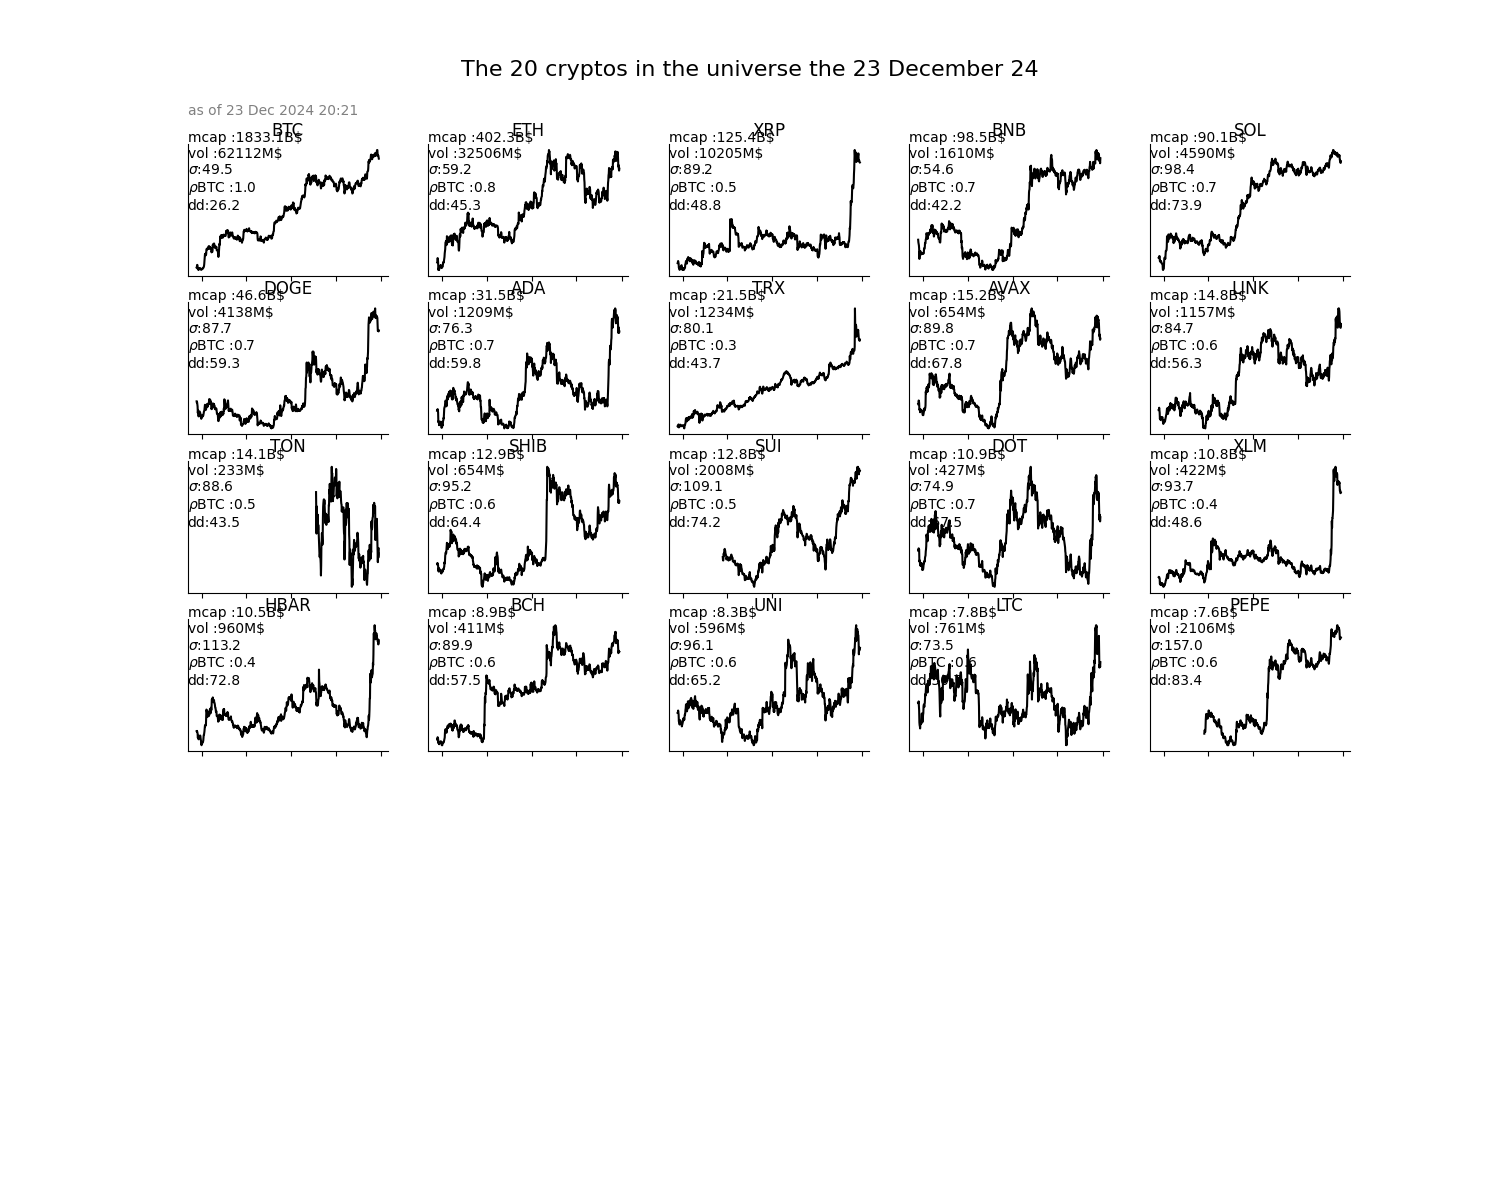 The 20 cryptos in the universe the 23 December 24
as of 23 Dec 2024 20:21
BTC
mcap :1833.1B$
vol :62112M$
σ:49.5
ρBTC :1.0
dd:26.2
ETH
mcap :402.3B$
vol :32506M$
σ:59.2
ρBTC :0.8
dd:45.3
XRP
mcap :125.4B$
vol :10205M$
σ:89.2
ρBTC :0.5
dd:48.8
BNB
mcap :98.5B$
vol :1610M$
σ:54.6
ρBTC :0.7
dd:42.2
SOL
mcap :90.1B$
vol :4590M$
σ:98.4
ρBTC :0.7
dd:73.9
DOGE
mcap :46.6B$
vol :4138M$
σ:87.7
ρBTC :0.7
dd:59.3
ADA
mcap :31.5B$
vol :1209M$
σ:76.3
ρBTC :0.7
dd:59.8
TRX
mcap :21.5B$
vol :1234M$
σ:80.1
ρBTC :0.3
dd:43.7
AVAX
mcap :15.2B$
vol :654M$
σ:89.8
ρBTC :0.7
dd:67.8
LINK
mcap :14.8B$
vol :1157M$
σ:84.7
ρBTC :0.6
dd:56.3
TON
mcap :14.1B$
vol :233M$
σ:88.6
ρBTC :0.5
dd:43.5
SHIB
mcap :12.9B$
vol :654M$
σ:95.2
ρBTC :0.6
dd:64.4
SUI
mcap :12.8B$
vol :2008M$
σ:109.1
ρBTC :0.5
dd:74.2
DOT
mcap :10.9B$
vol :427M$
σ:74.9
ρBTC :0.7
XLM
mcap :10.8B$
vol :422M$
σ:93.7
ρBTC :0.4
dd:48.6
HBAR
mcap :10.5B$
vol :960M$
σ:113.2
ρBTC :0.4
dd:72.8
BCH
mcap :8.9B$
vol :411M$
σ:89.9
ρBTC :0.6
dd:57.5
UNI
mcap :8.3B$
vol :596M$
σ:96.1
ρBTC :0.6
dd:65.2
LTC
mcap :7.8B$
vol :761M$
σ:73.5
ρBTC :0.6
PEPE
mcap :7.6B$
vol :2106M$
σ:157.0
ρBTC :0.6
dd:83.4